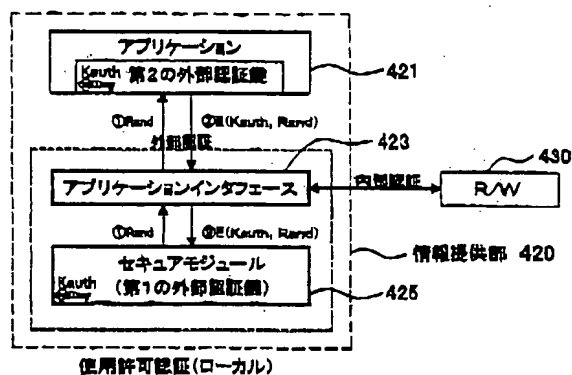 アプリケーション
Kauth 第2の外部認証鍵
421
①Rand
②E(Kauth, Rand)
外部認証
423
アプリケーションインタフェース
内部認証
430
R/W
①Rand
②E(Kauth, Rand)
セキュアモジュール
Kauth (第1の外部認証鍵)
情報提供部 420
425
使用許可認証(ローカル)